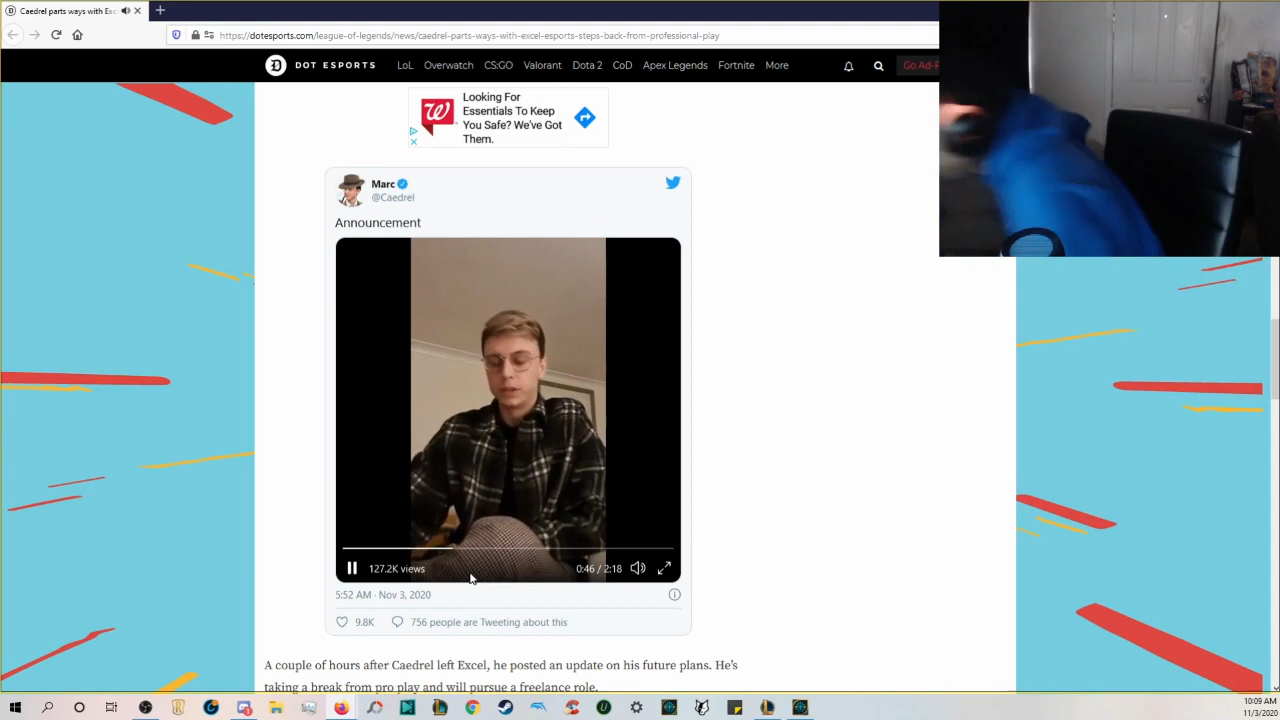 Caedrel parts ways with Exc
https://dotesports.com/league-of-legends/news/caedrel-parts-ways-with-excel-esports-steps-back-from-professional-play
DOT ESPORTS LoL Overwatch CS:GO Valorant Dota 2 CoD Apex Legends Fortnite More Go Ad-F
Looking For
Essentials To Keep
You Safe? We've Got
Them.
Marc
@Caedrel
Announcement
127.2K views 0:46 / 2:18
5:52 AM · Nov 3, 2020
9.8K 756 people are Tweeting about this
A couple of hours after Caedrel left Excel, he posted an update on his future plans. He's
taking a break from pro play and will pursue a freelance role.
10:09 AM
11/3/2020